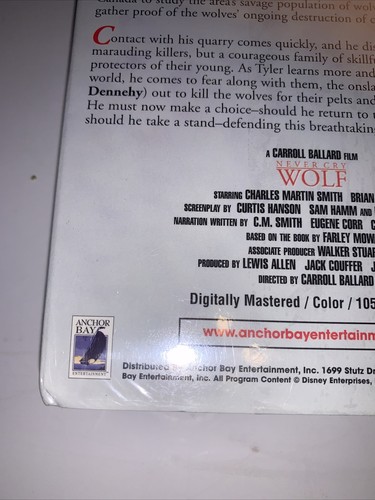 Canada to study the area's savage population of wolv
gather proof of the wolves' ongoing destruction of c
Contact with his quarry comes quickly, and he dis
marauding killers, but a courageous family of skillf
protectors of their young. As Tyler learns more and
world, he comes to fear along with them, the onsla
Dennehy) out to kill the wolves for their pelts and
He must now make a choice–should he return to t
should he take a stand–defending this breathtakin
A CARROLL BALLARD FILM
NEVER CRY
WOLF
STARRING CHARLES MARTIN SMITH BRIAN
SCREENPLAY BY CURTIS HANSON SAM HAMM AND
NARRATION WRITTEN BY C.M. SMITH EUGENE CORR C
BASED ON THE BOOK BY FARLEY MOW
ASSOCIATE PRODUCER WALKER STUAR
PRODUCED BY LEWIS ALLEN JACK COUFFER J
DIRECTED BY CARROLL BALLARD
Digitally Mastered / Color / 105
www.anchorbayentertainm
ANCHOR
BAY
ENTERTAINMENT
Distributed by Anchor Bay Entertainment, Inc. 1699 Stutz Dr
Bay Entertainment, Inc. All Program Content © Disney Enterprises,